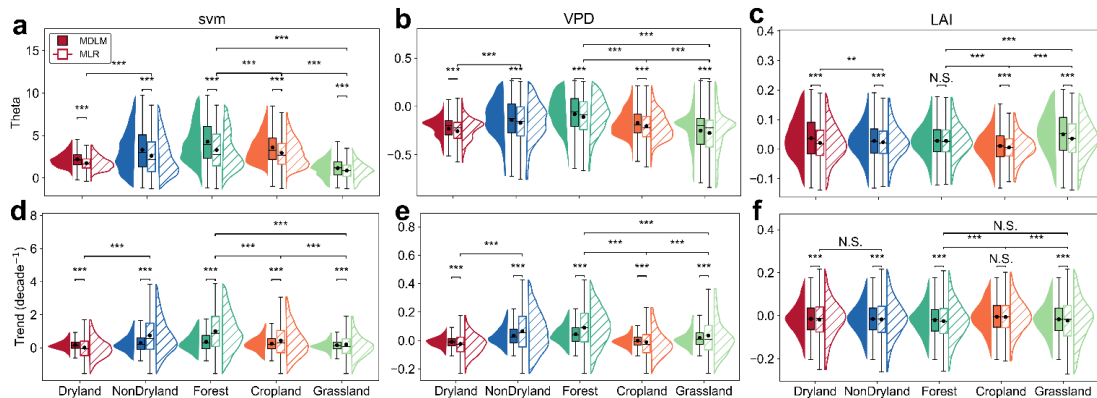 a svm
b VPD
c LAI
MDLM
MLR
Theta
15
10
5
0
*** *** *** *** *** *** *** *** ***
0.5
0.0
−0.5
*** *** *** *** *** *** *** *** ***
0.4
0.3
0.2
0.1
0.0
−0.1
*** ** *** N.S. *** *** *** *** ***
d
e
f
Trend (decade⁻¹)
8
6
4
2
0
*** *** *** *** *** *** *** *** ***
0.6
0.4
0.2
0.0
−0.2
*** *** *** *** *** *** *** *** ***
0.4
0.2
0.0
−0.2
*** N.S. *** *** N.S. *** *** N.S. ***
Dryland NonDryland Forest Cropland Grassland
Dryland NonDryland Forest Cropland Grassland
Dryland NonDryland Forest Cropland Grassland